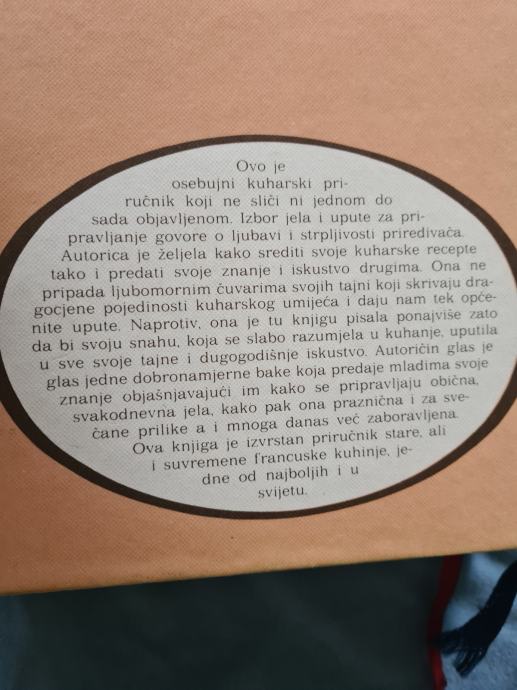 Ovo je
osebujni kuharski pri-
ručnik koji ne sliči ni jednom do
sada objavljenom. Izbor jela i upute za pri-
pravljanje govore o ljubavi i strpljivosti priređivača.
Autorica je željela kako srediti svoje kuharske recepte
tako i predati svoje znanje i iskustvo drugima. Ona ne
pripada ljubomornim čuvarima svojih tajni koji skrivaju dra-
gocjene pojedinosti kuharskog umijeća i daju nam tek opće-
nite upute. Naprotiv, ona je tu knjigu pisala ponajviše zato
da bi svoju snahu, koja se slabo razumjela u kuhanje, uputila
u sve svoje tajne i dugogodišnje iskustvo. Autoričin glas je
glas jedne dobronamjerne bake koja predaje mladima svoje
znanje objašnjavajući im kako se pripravljaju obična,
svakodnevna jela, kako pak ona praznična i za sve-
čane prilike a i mnoga danas već zaboravljena.
Ova knjiga je izvrstan priručnik stare, ali
i suvremene francuske kuhinje, je-
dne od najboljih i u
svijetu.